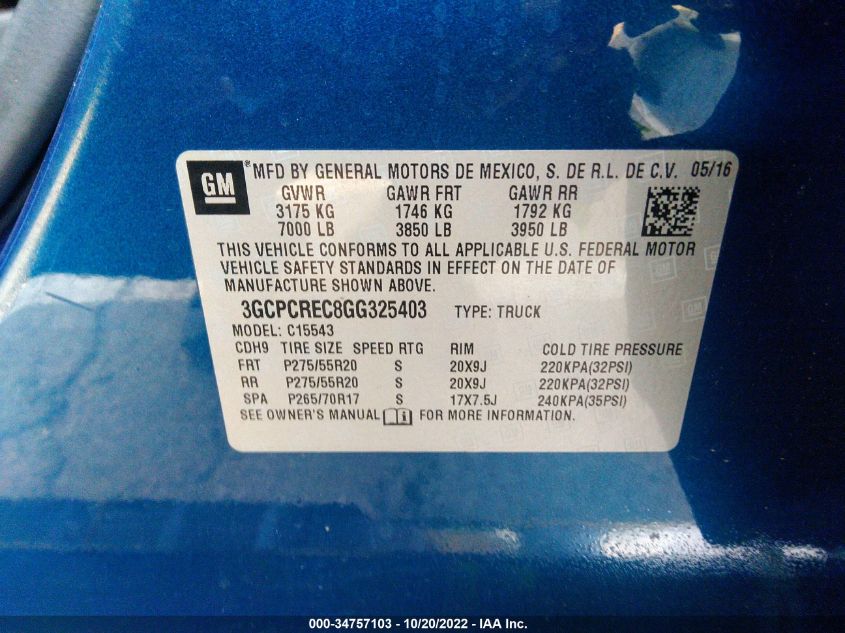 GM ® MFD BY GENERAL MOTORS DE MEXICO, S. DE R.L. DE C.V. 05/16
GVWR GAWR FRT GAWR RR
3175 KG 1746 KG 1792 KG
7000 LB 3850 LB 3950 LB
THIS VEHICLE CONFORMS TO ALL APPLICABLE U.S. FEDERAL MOTOR
VEHICLE SAFETY STANDARDS IN EFFECT ON THE DATE OF
MANUFACTURE SHOWN ABOVE.
3GCPCREC8GG325403 TYPE: TRUCK
MODEL: C15543
CDH9 TIRE SIZE SPEED RTG RIM COLD TIRE PRESSURE
FRT P275/55R20 S 20X9J 220KPA(32PSI)
RR P275/55R20 S 20X9J 220KPA(32PSI)
SPA P265/70R17 S 17X7.5J 240KPA(35PSI)
SEE OWNER'S MANUAL FOR MORE INFORMATION.
000-34757103 - 10/20/2022 - IAA Inc.